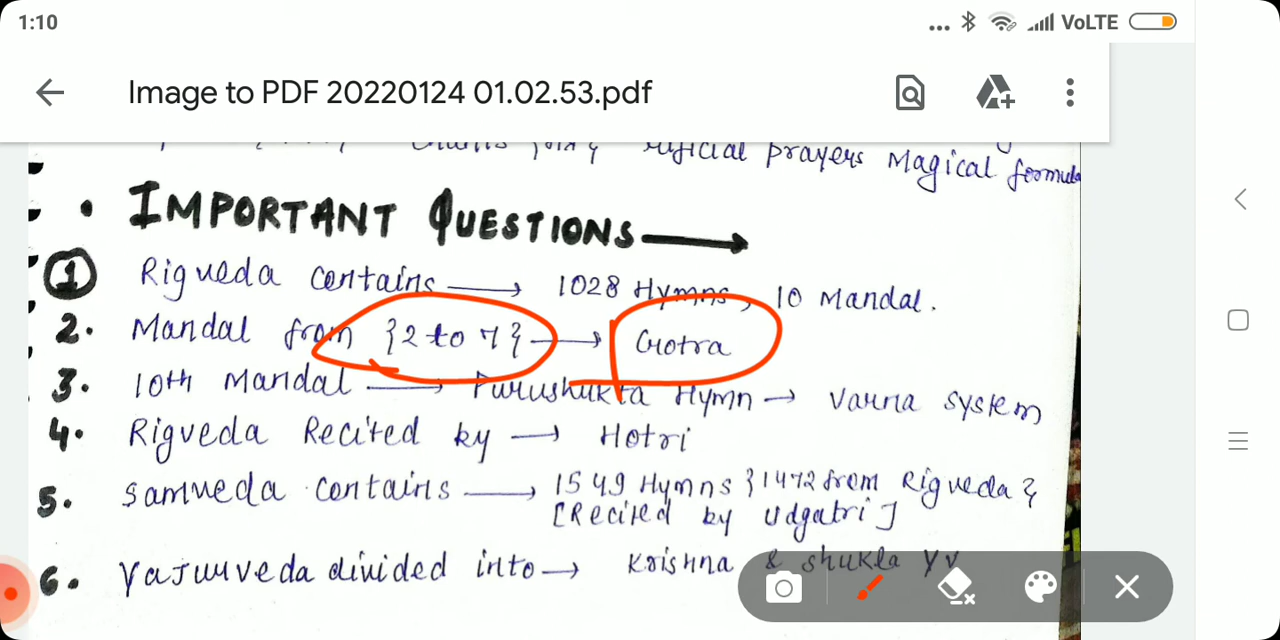 1:10 ... VoLTE
Image to PDF 20220124 01.02.53.pdf
prayers Magical formula
• IMPORTANT QUESTIONS →
1 Rigveda contains → 1028 Hymns, 10 Mandal.
2. Mandal from {2 to 7} → Gotra
3. 10th Mandal → Purushukta Hymn → Varna system
4. Rigveda Recited by → Hotri
5. Samveda contains → 1549 Hymns }1472 from Rigveda }
[Recited by Udgatri]
6. Yajurveda divided into → Krishna & Shukla YV